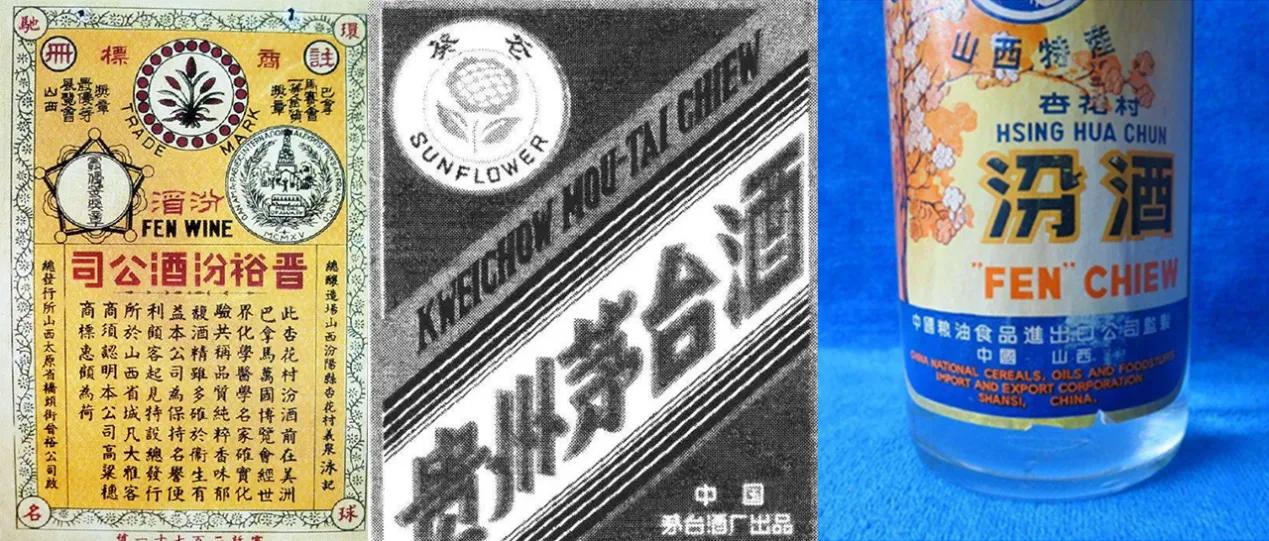 環球馳名
註 商 標 冊
TRADE MARK
MCMXV
汾酒
FEN WINE
晋裕汾酒公司
總釀造場山西汾陽縣杏花村義泉泳記
此杏花村汾酒前在美洲
巴拿馬萬國博覽會經世
界化學醫學名家確實化
驗共稱品質純粹香味郁
馥酒精雖多確於衛生有
益本公司為保持名譽便
利顧客起見特設總發行
所於山西省城凡大雅客
商須認明本公司高粱穗
商標惠顧為荷
總發行所山西太原省橋頭街晉裕公司啟
葵花
SUNFLOWER
KWEICHOW MOU-TAI CHIEW
贵州茅台酒
中国
茅台酒厂出品
山西特產
杏花村
HSING HUA CHUN
汾酒
"FEN" CHIEW
中國粮油食品進出口公司監製
中國 山西
CHINA NATIONAL CEREALS, OILS AND FOODSTUFFS
IMPORT AND EXPORT CORPORATION
SHANSI, CHINA.